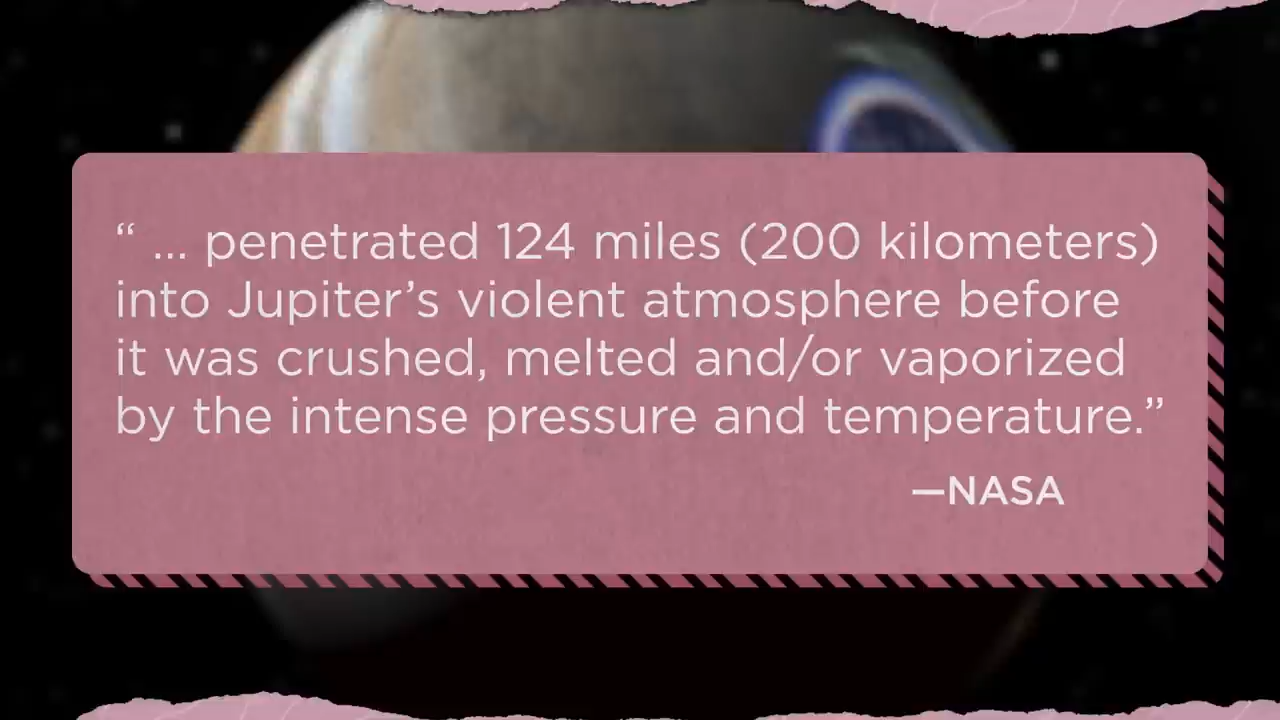 “ ... penetrated 124 miles (200 kilometers)
into Jupiter’s violent atmosphere before
it was crushed, melted and/or vaporized
by the intense pressure and temperature.”
—NASA